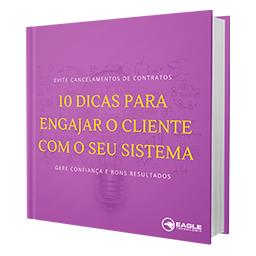 EVITE CANCELAMENTOS DE CONTRATOS
10 DICAS PARA
ENGAJAR O CLIENTE
COM O SEU SISTEMA
GERE CONFIANÇA E BONS RESULTADOS
EAGLE